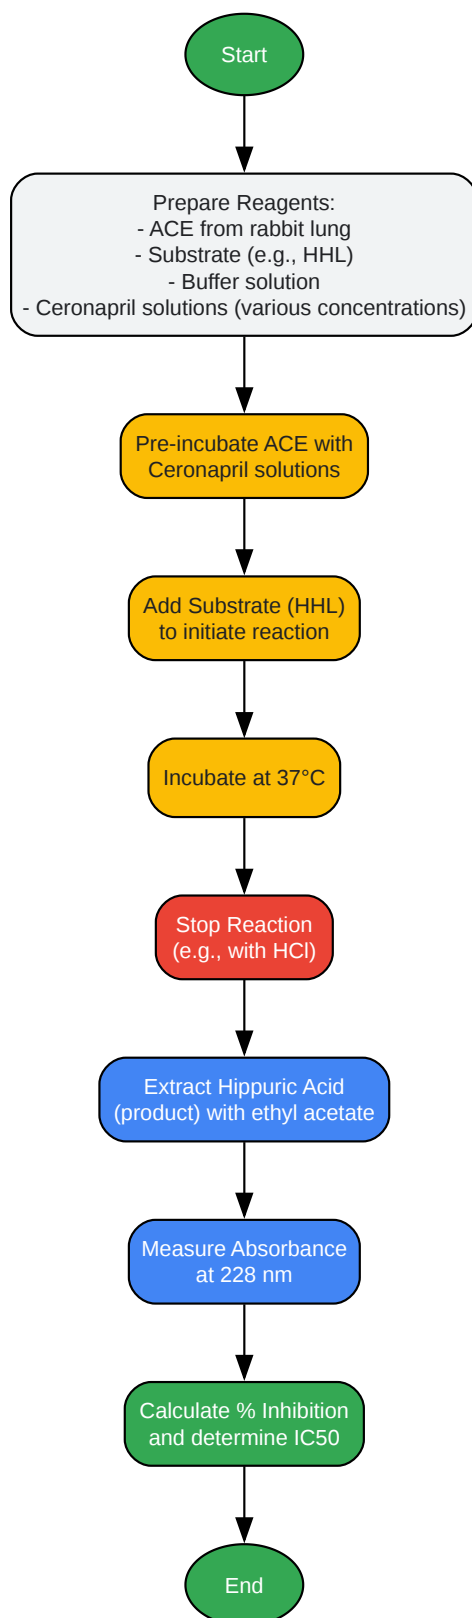 Start
Prepare Reagents:
- ACE from rabbit lung
- Substrate (e.g., HHL)
- Buffer solution
- Ceronapril solutions (various concentrations)
Pre-incubate ACE with
Ceronapril solutions
Add Substrate (HHL)
to initiate reaction
Incubate at 37°C
Stop Reaction
(e.g., with HCl)
Extract Hippuric Acid
(product) with ethyl acetate
Measure Absorbance
at 228 nm
Calculate % Inhibition
and determine IC50
End